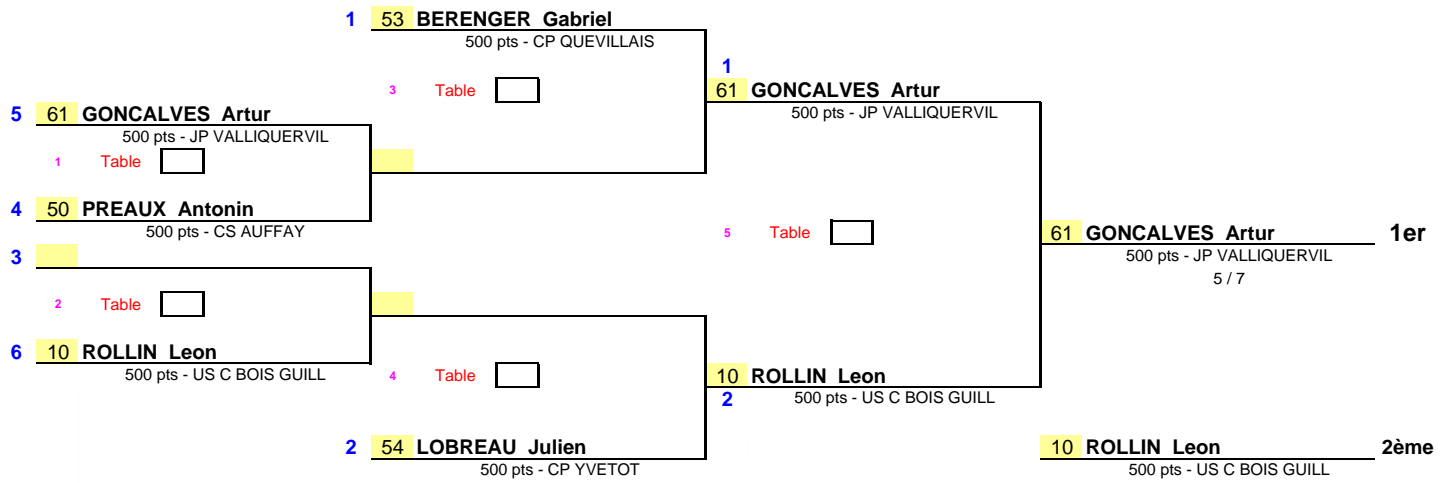 1 53 BERENGER Gabriel
500 pts - CP QUEVILLAIS
3 Table
1
61 GONCALVES Artur
500 pts - JP VALLIQUERVIL
5 61 GONCALVES Artur
500 pts - JP VALLIQUERVIL
1 Table
4 50 PREAUX Antonin
500 pts - CS AUFFAY
5 Table
61 GONCALVES Artur 1er
500 pts - JP VALLIQUERVIL
5 / 7
3
2 Table
6 10 ROLLIN Leon
500 pts - US C BOIS GUILL
4 Table
10 ROLLIN Leon
2 500 pts - US C BOIS GUILL
2 54 LOBREAU Julien
500 pts - CP YVETOT
10 ROLLIN Leon 2ème
500 pts - US C BOIS GUILL